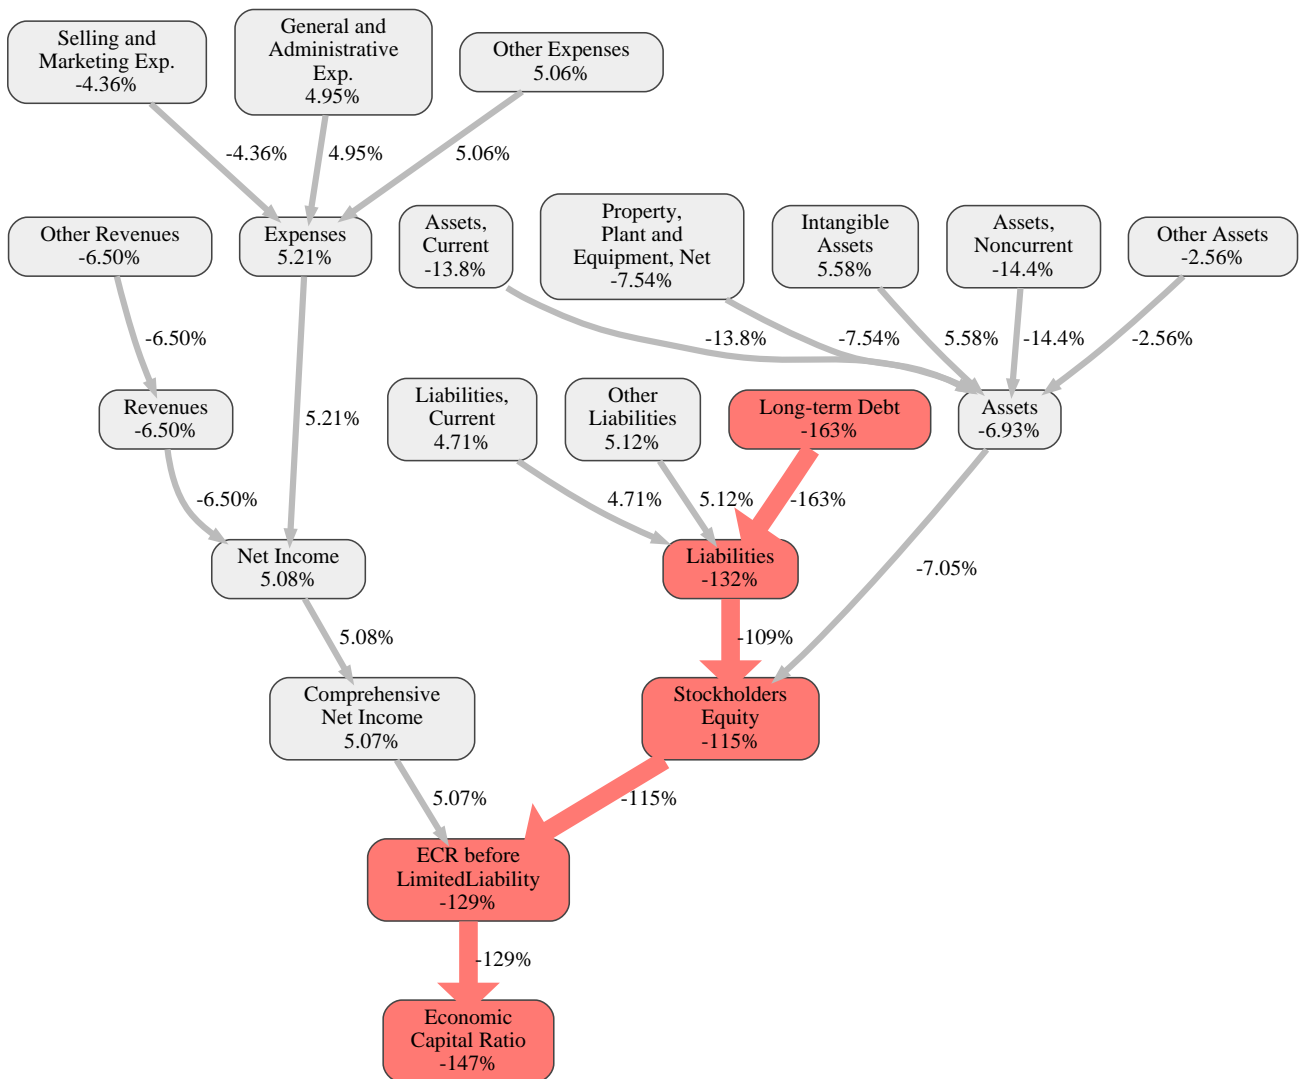 Selling and
Marketing Exp.
-4.36%
General and
Administrative
Exp.
4.95%
Other Expenses
5.06%
-4.36%
4.95%
5.06%
Other Revenues
-6.50%
Expenses
5.21%
Assets,
Current
-13.8%
Property,
Plant and
Equipment, Net
-7.54%
Intangible
Assets
5.58%
Assets,
Noncurrent
-14.4%
Other Assets
-2.56%
-6.50%
-13.8%
-7.54%
5.58%
-14.4%
-2.56%
Revenues
-6.50%
5.21%
Liabilities,
Current
4.71%
Other
Liabilities
5.12%
Long-term Debt
-163%
Assets
-6.93%
-6.50%
4.71%
5.12%
-163%
Net Income
5.08%
Liabilities
-132%
-7.05%
5.08%
-109%
Comprehensive
Net Income
5.07%
Stockholders
Equity
-115%
5.07%
-115%
ECR before
LimitedLiability
-129%
-129%
Economic
Capital Ratio
-147%